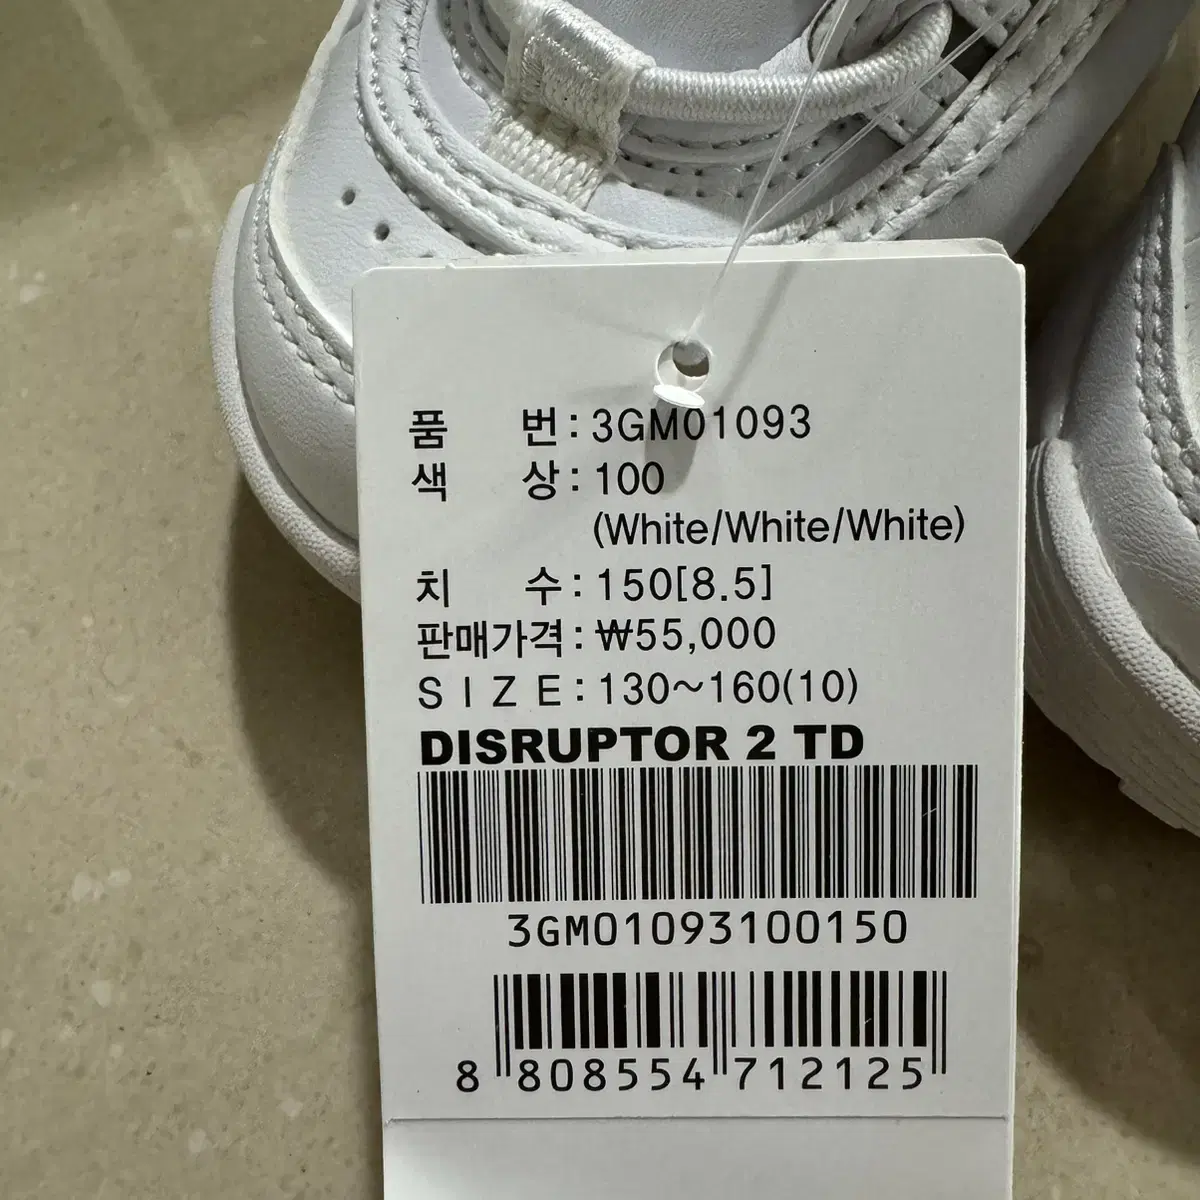 품 번 : 3GM01093
색 상 : 100
(White/White/White)
치 수 : 150[8.5]
판매가격 : ₩55,000
S I Z E : 130~160(10)
DISRUPTOR 2 TD
3GM01093100150
8 808554 712125